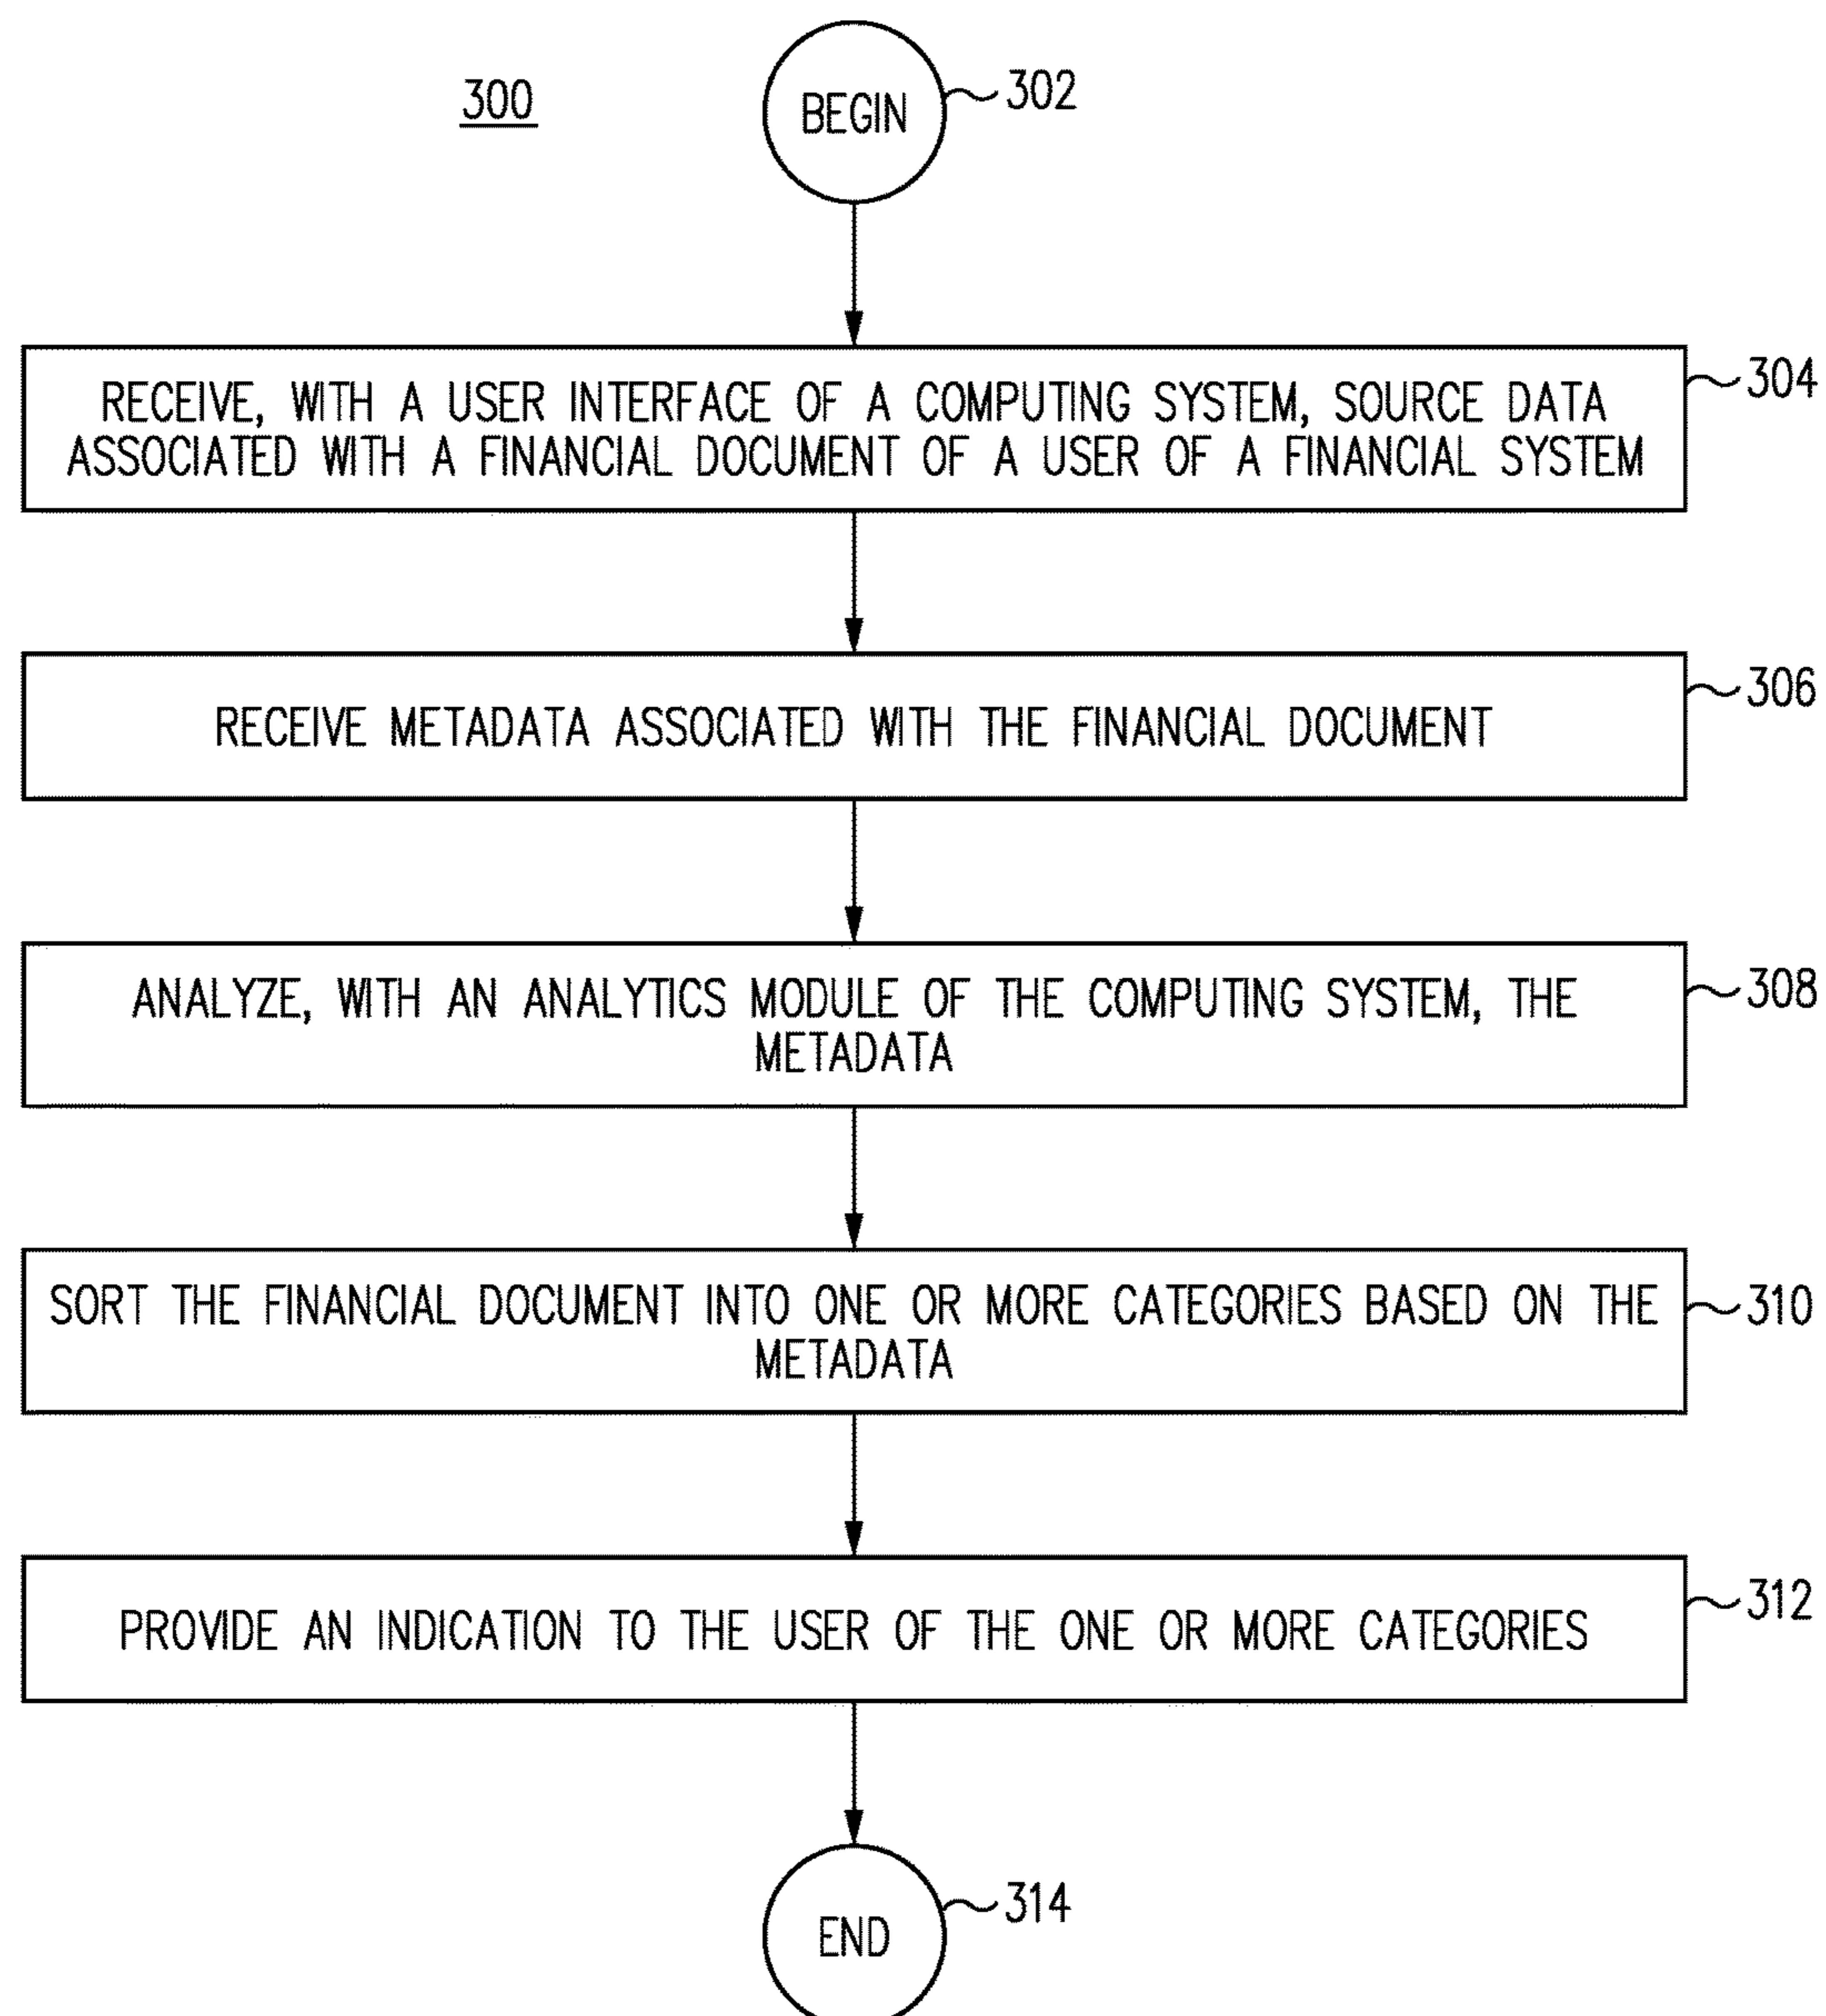 300
BEGIN
302
RECEIVE, WITH A USER INTERFACE OF A COMPUTING SYSTEM, SOURCE DATA
ASSOCIATED WITH A FINANCIAL DOCUMENT OF A USER OF A FINANCIAL SYSTEM
304
RECEIVE METADATA ASSOCIATED WITH THE FINANCIAL DOCUMENT
306
ANALYZE, WITH AN ANALYTICS MODULE OF THE COMPUTING SYSTEM, THE
METADATA
308
SORT THE FINANCIAL DOCUMENT INTO ONE OR MORE CATEGORIES BASED ON THE
METADATA
310
PROVIDE AN INDICATION TO THE USER OF THE ONE OR MORE CATEGORIES
312
END
314